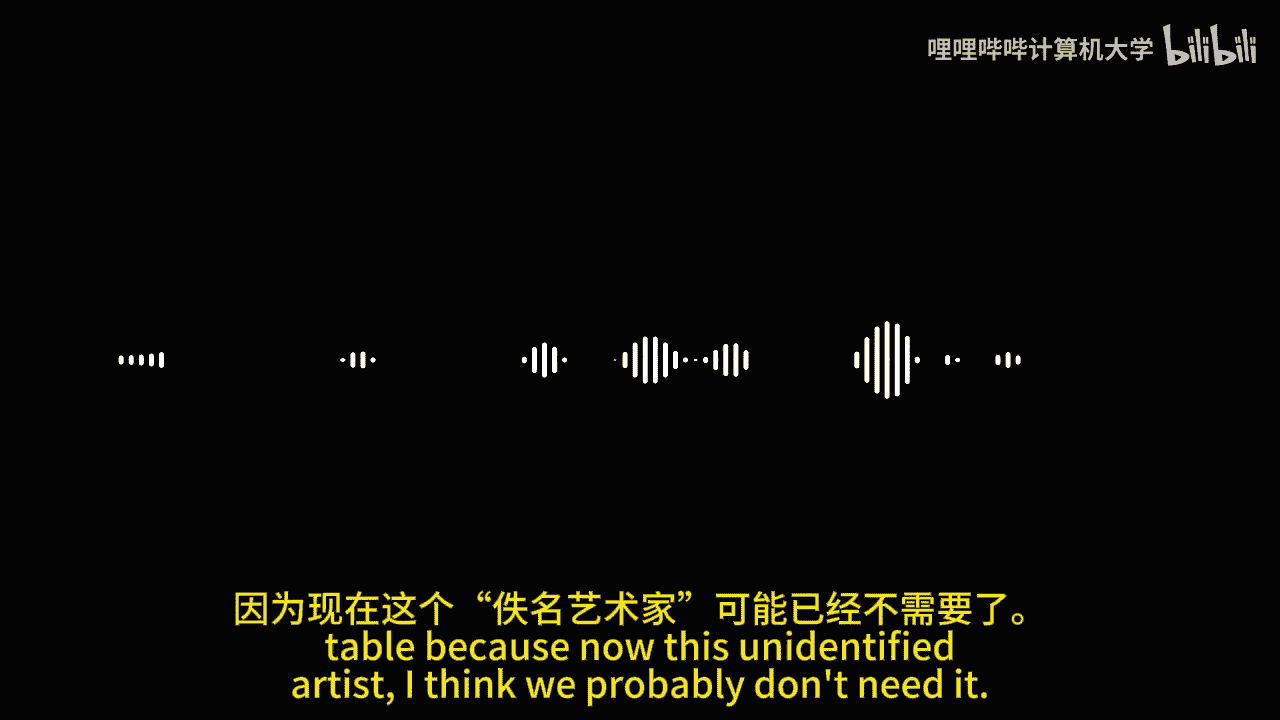 哩哩哔哔计算机大学 bilibili
因为现在这个“佚名艺术家”可能已经不需要了。
table because now this unidentified
artist, I think we probably don't need it.